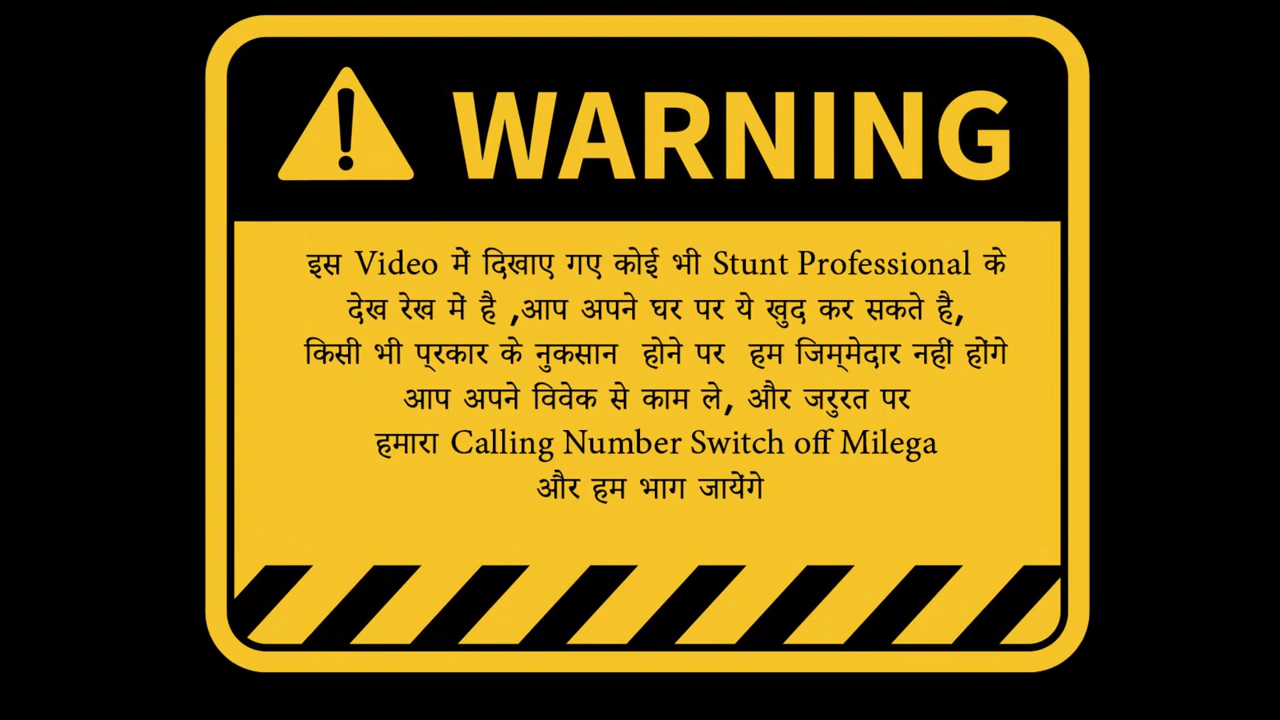 WARNING
इस Video में दिखाए गए कोई भी Stunt Professional के
देख रेख में है ,आप अपने घर पर ये खुद कर सकते है,
किसी भी प्रकार के नुकसान होने पर हम जिम्मेदार नहीं होंगे
आप अपने विवेक से काम ले, और जरुरत पर
हमारा Calling Number Switch off Milega
और हम भाग जायेंगे